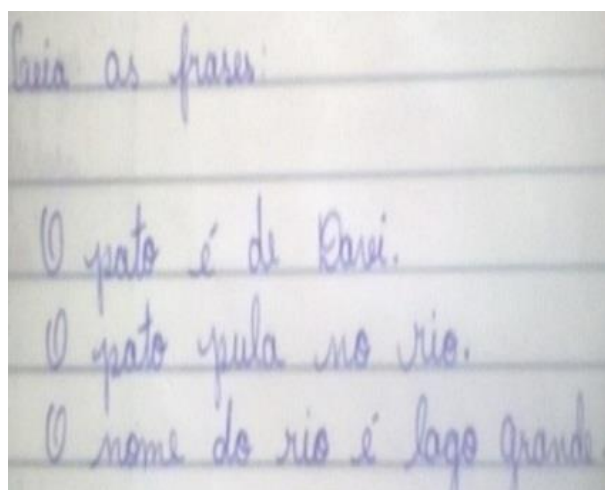 Leia as frases:
O pato é de Davi.
O pato pula no rio.
O nome do rio é lago grande.